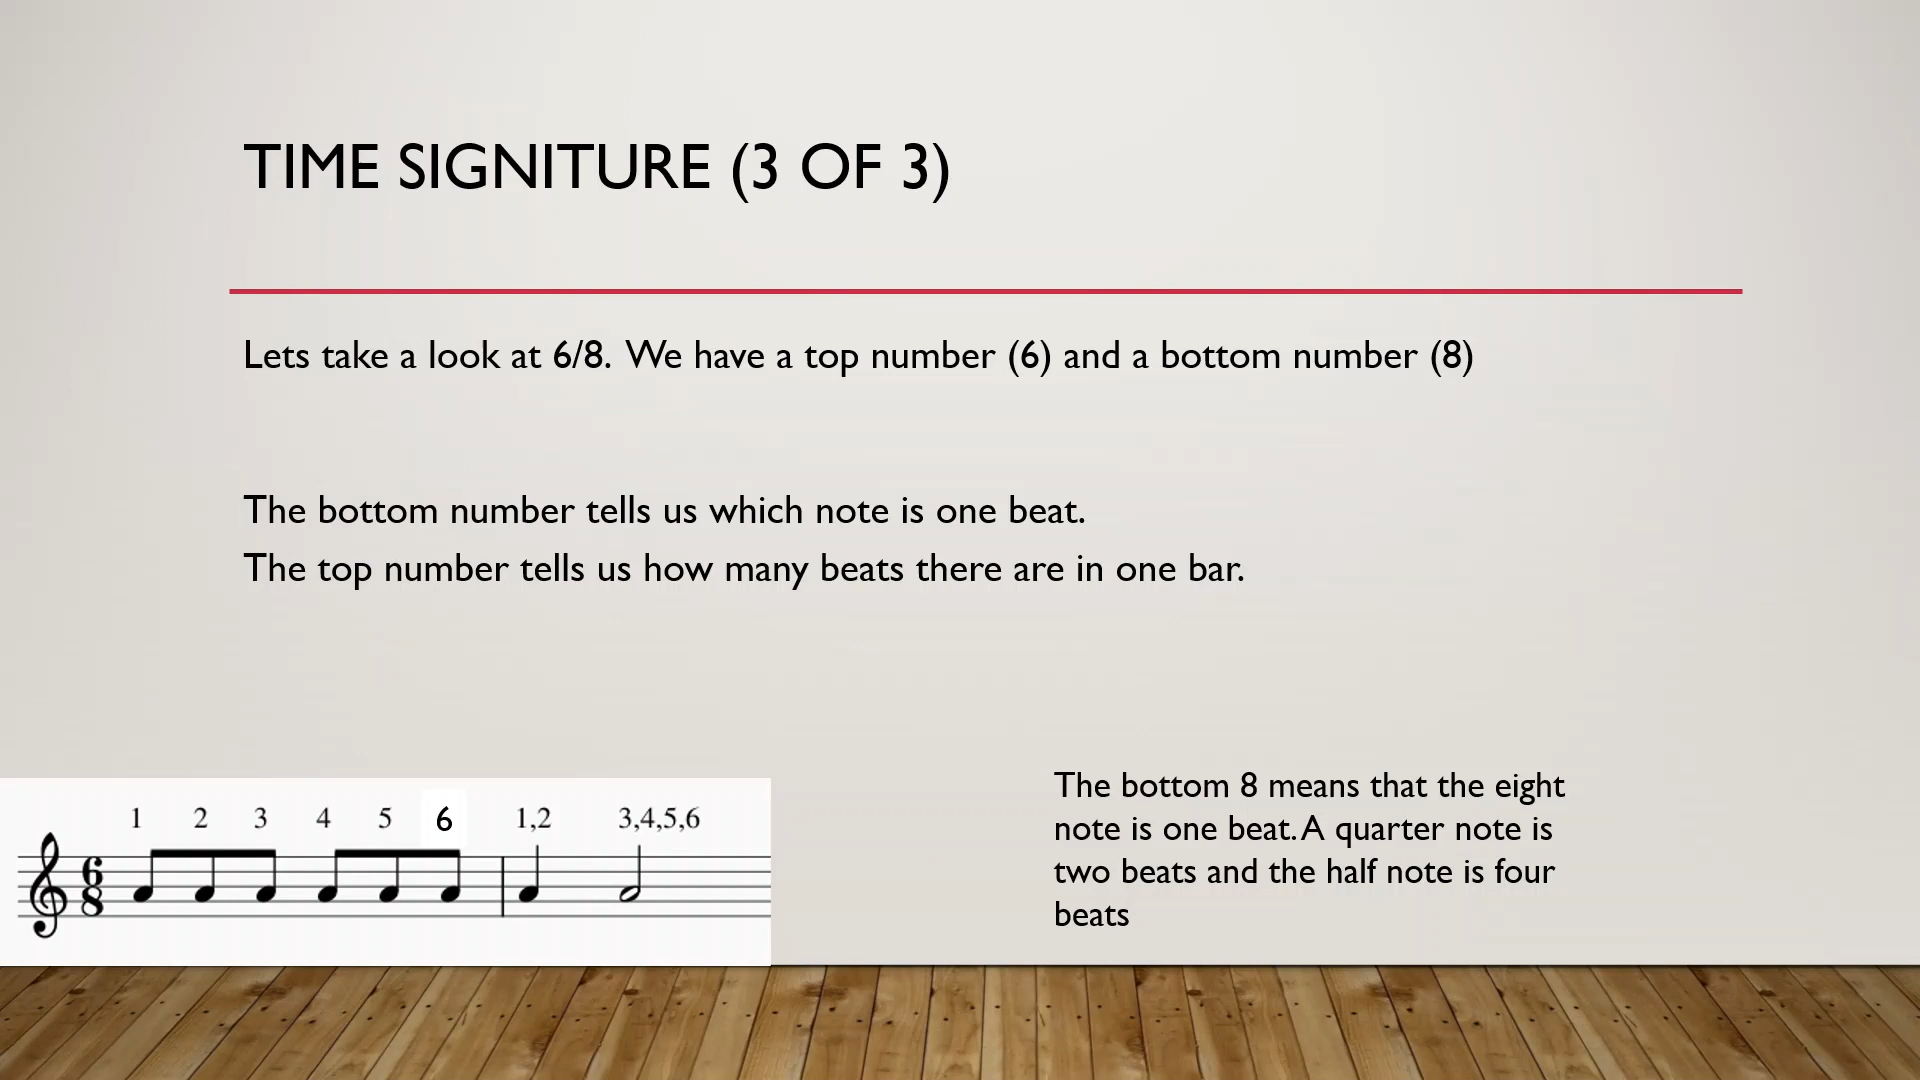 TIME SIGNITURE (3 OF 3)
Lets take a look at 6/8. We have a top number (6) and a bottom number (8)
The bottom number tells us which note is one beat.
The top number tells us how many beats there are in one bar.
1 2 3 4 5 6 1,2 3,4,5,6
6
8
The bottom 8 means that the eight
note is one beat. A quarter note is
two beats and the half note is four
beats